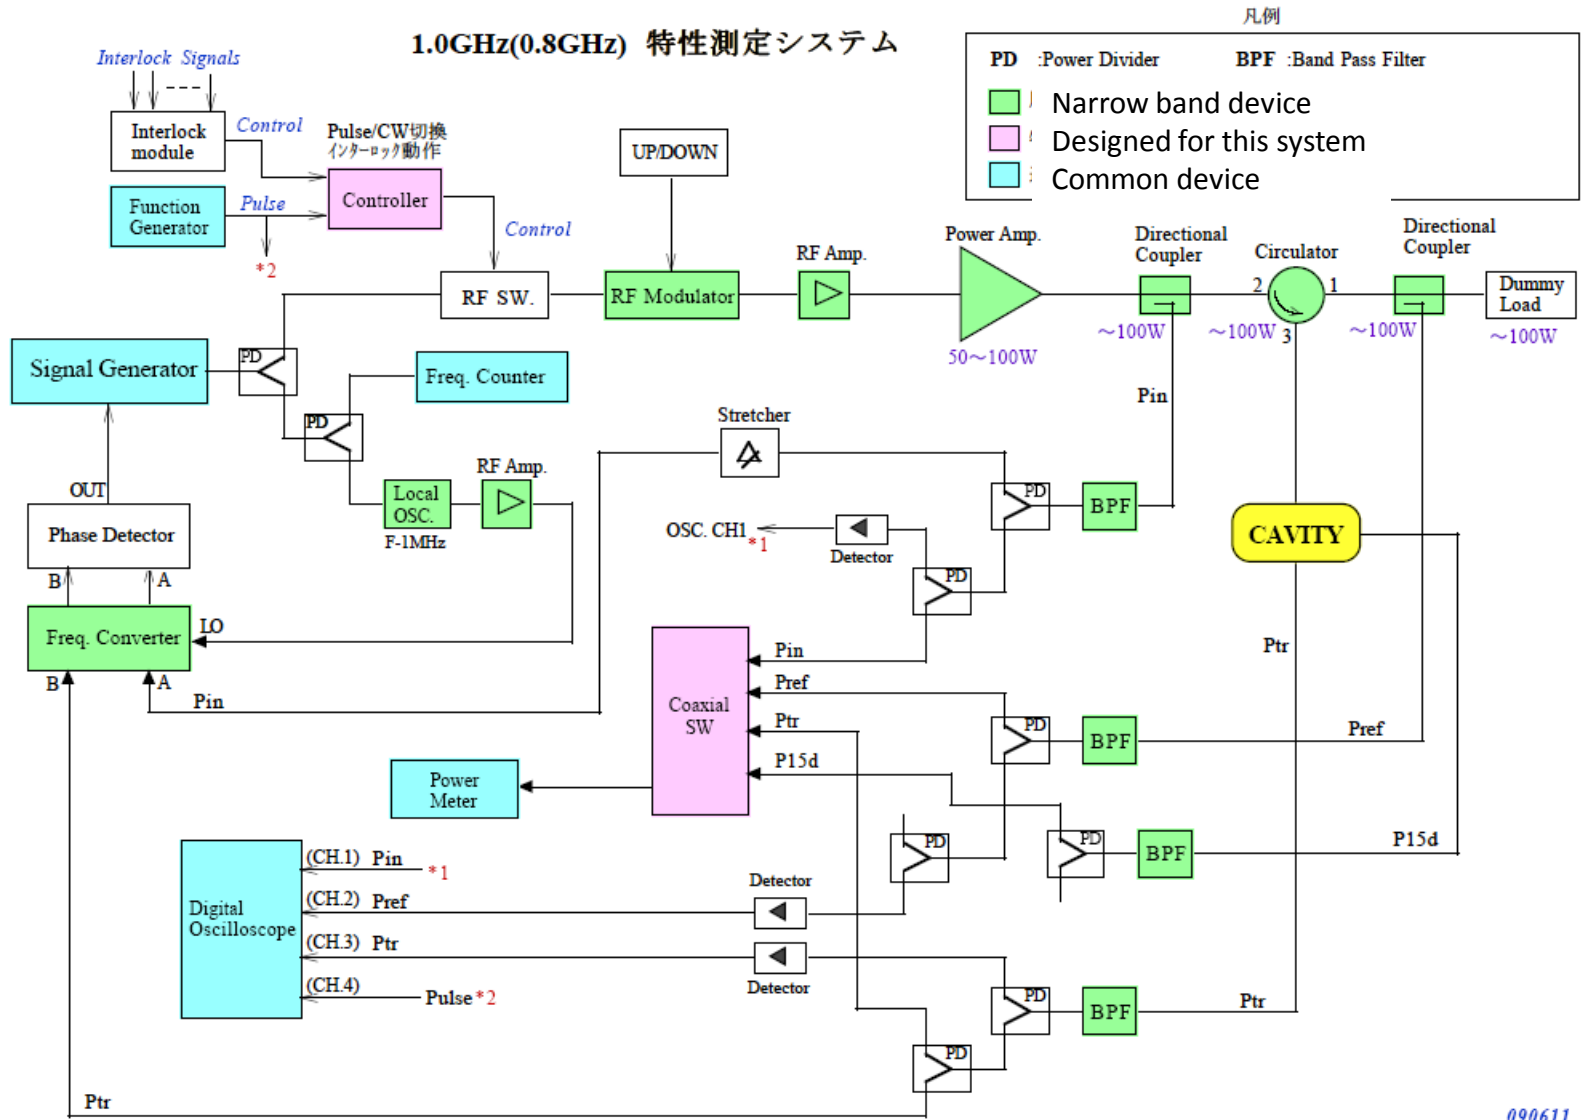 凡例
1.0GHz(0.8GHz) 特性測定システム
PD :Power Divider BPF :Band Pass Filter
Narrow band device
Designed for this system
Common device
Interlock Signals
Interlock
module
Control
Pulse/CW切換
インターロック動作
Controller
UP/DOWN
Function
Generator
Pulse
*2
Control
RF SW.
RF Modulator
RF Amp.
Power Amp.
50～100W
Directional
Coupler
～100W
Circulator
2
1
3
～100W
Directional
Coupler
～100W
Dummy
Load
～100W
Signal Generator
PD
Freq. Counter
PD
Pin
Stretcher
RF Amp.
Local
OSC.
F-1MHz
OUT
Phase Detector
B
A
PD
BPF
OSC. CH1
*1
Detector
CAVITY
PD
Freq. Converter
LO
B
A
Pin
Pin
Pref
Ptr
P15d
Coaxial
SW
Ptr
PD
BPF
Pref
Power
Meter
PD
PD
BPF
P15d
Digital
Oscilloscope
(CH.1) Pin
*1
(CH.2) Pref
Detector
(CH.3) Ptr
Detector
(CH.4)
Pulse *2
PD
BPF
Ptr
PD
Ptr
090611